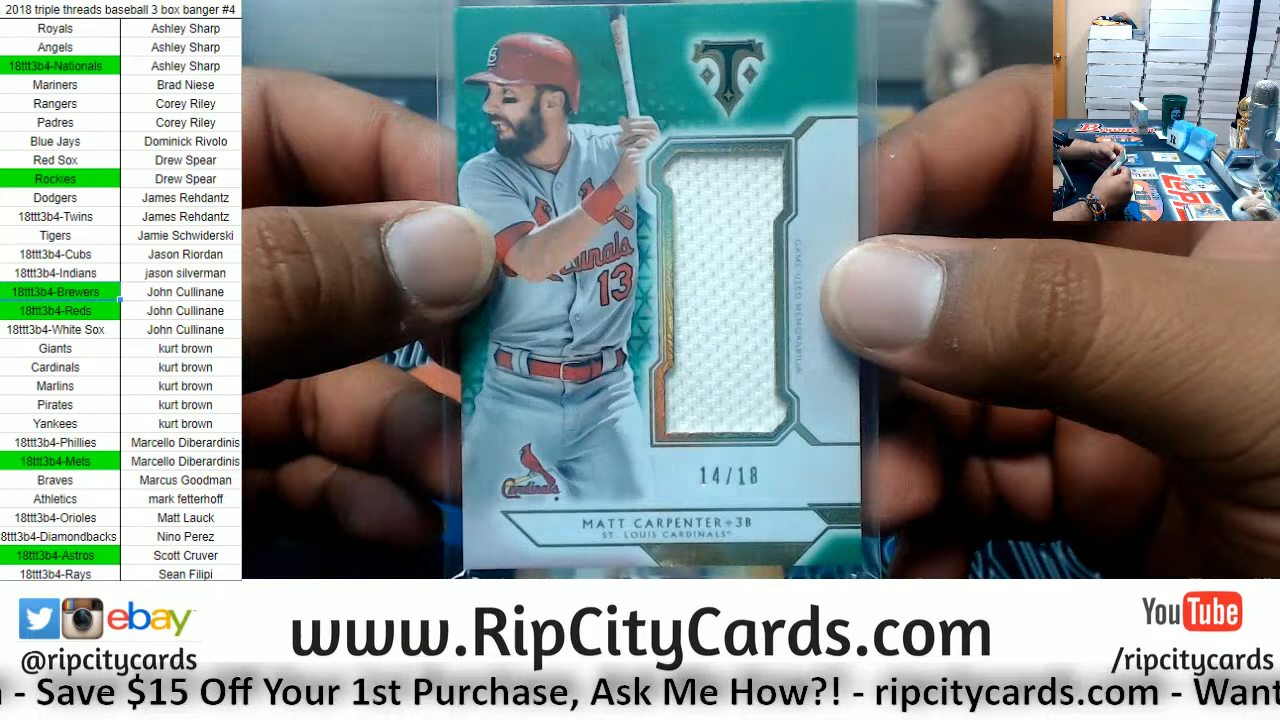 2018 triple threads baseball 3 box banger #4
Royals Ashley Sharp
Angels Ashley Sharp
18ttt3b4-Nationals Ashley Sharp
Mariners Brad Niese
Rangers Corey Riley
Padres Corey Riley
Blue Jays Dominick Rivolo
Red Sox Drew Spear
Rockies Drew Spear
Dodgers James Rehdantz
18ttt3b4-Twins James Rehdantz
Tigers Jamie Schwiderski
18ttt3b4-Cubs Jason Riordan
18ttt3b4-Indians jason silverman
18ttt3b4-Brewers John Cullinane
18ttt3b4-Reds John Cullinane
18ttt3b4-White Sox John Cullinane
Giants kurt brown
Cardinals kurt brown
Marlins kurt brown
Pirates kurt brown
Yankees kurt brown
18ttt3b4-Phillies Marcello Diberardinis
18ttt3b4-Mets Marcello Diberardinis
Braves Marcus Goodman
Athletics mark fetterhoff
18ttt3b4-Orioles Matt Lauck
8ttt3b4-Diamondbacks Nino Perez
18ttt3b4-Astros Scott Cruver
18ttt3b4-Rays Sean Filipi
T
Cardinals
13
GAME-USED MEMORABILIA
14/18
Cardinals
MATT CARPENTER 3B
ST. LOUIS CARDINALS
ebay
@ripcitycards
www.RipCityCards.com
YouTube
/ripcitycards
- Save $15 Off Your 1st Purchase, Ask Me How?! - ripcitycards.com - Want